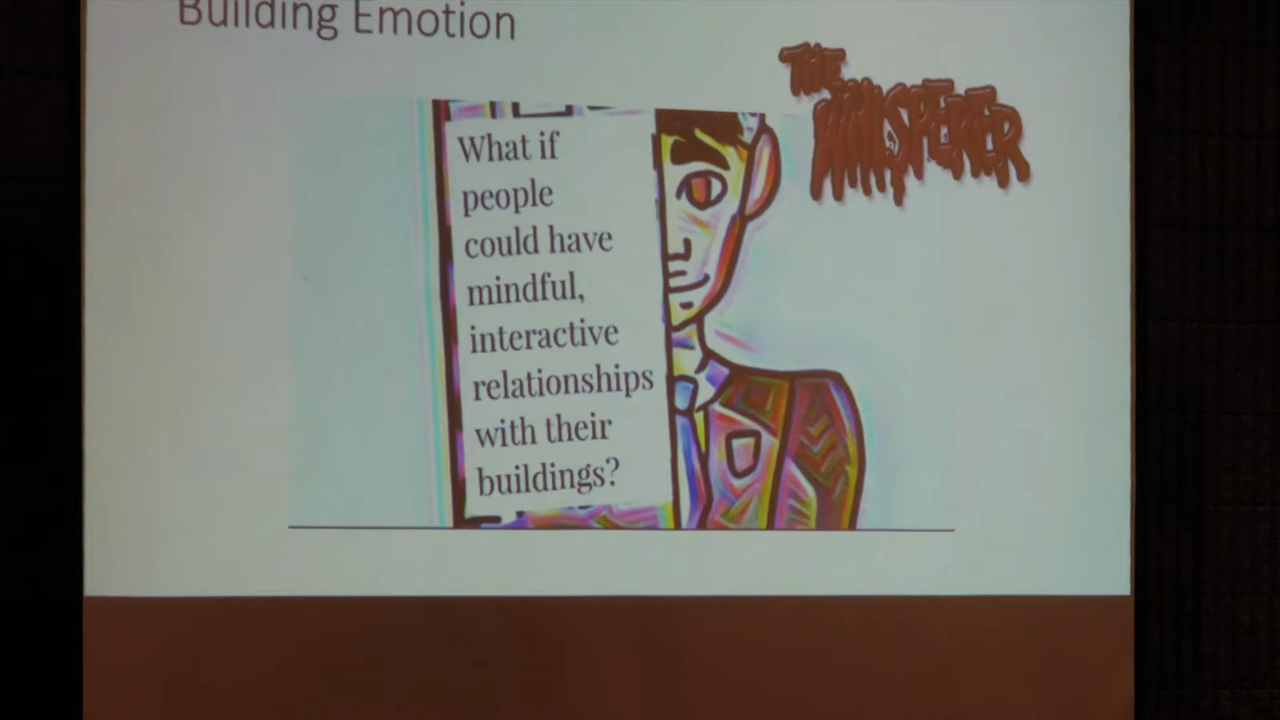 Building Emotion
THE
WHISPERER
What if
people
could have
mindful,
interactive
relationships
with their
buildings?